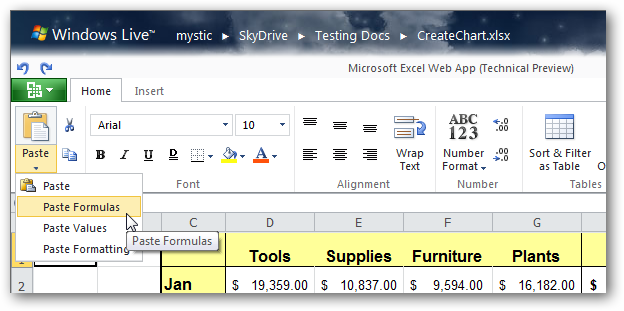 Windows Live™ mystic ▸ SkyDrive ▸ Testing Docs ▸ CreateChart.xlsx
Microsoft Excel Web App (Technical Preview)
Home Insert
Paste Arial 10 Wrap Text ABC 123 Number Format .00 .00 Sort & Filter as Table
B I U D A
Font Alignment Number Tables
Paste
Paste Formulas
Paste Values
Paste Formatting
Paste Formulas
C D E F G
1 Tools Supplies Furniture Plants
2 Jan $ 19,359.00 $ 10,837.00 $ 9,594.00 $ 16,182.00 $